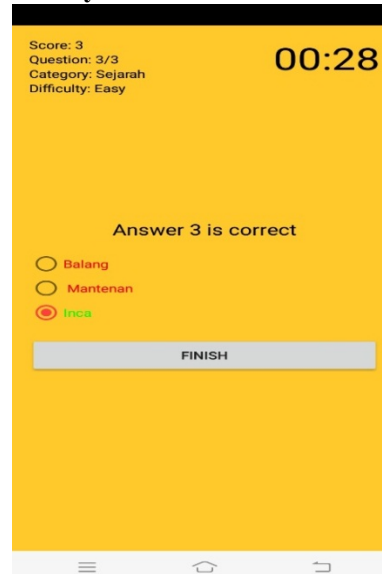 Score: 3
Question: 3/3
Category: Sejarah
Difficulty: Easy
00:28
Answer 3 is correct
Balang
Mantenan
Inca
FINISH